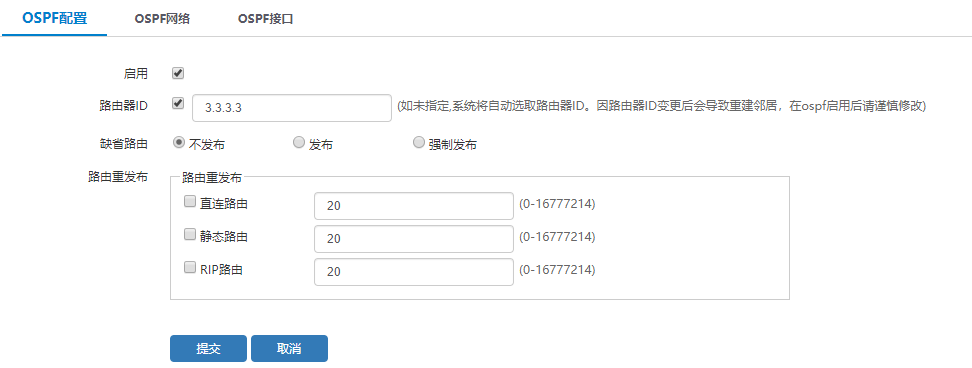 OSPF配置 OSPF网络 OSPF接口
启用
路由器ID 3.3.3.3 (如未指定,系统将自动选取路由器ID。因路由器ID变更后会导致重建邻居，在ospf启用后请谨慎修改)
缺省路由 不发布 发布 强制发布
路由重发布 路由重发布
直连路由 20 (0-16777214)
静态路由 20 (0-16777214)
RIP路由 20 (0-16777214)
提交 取消